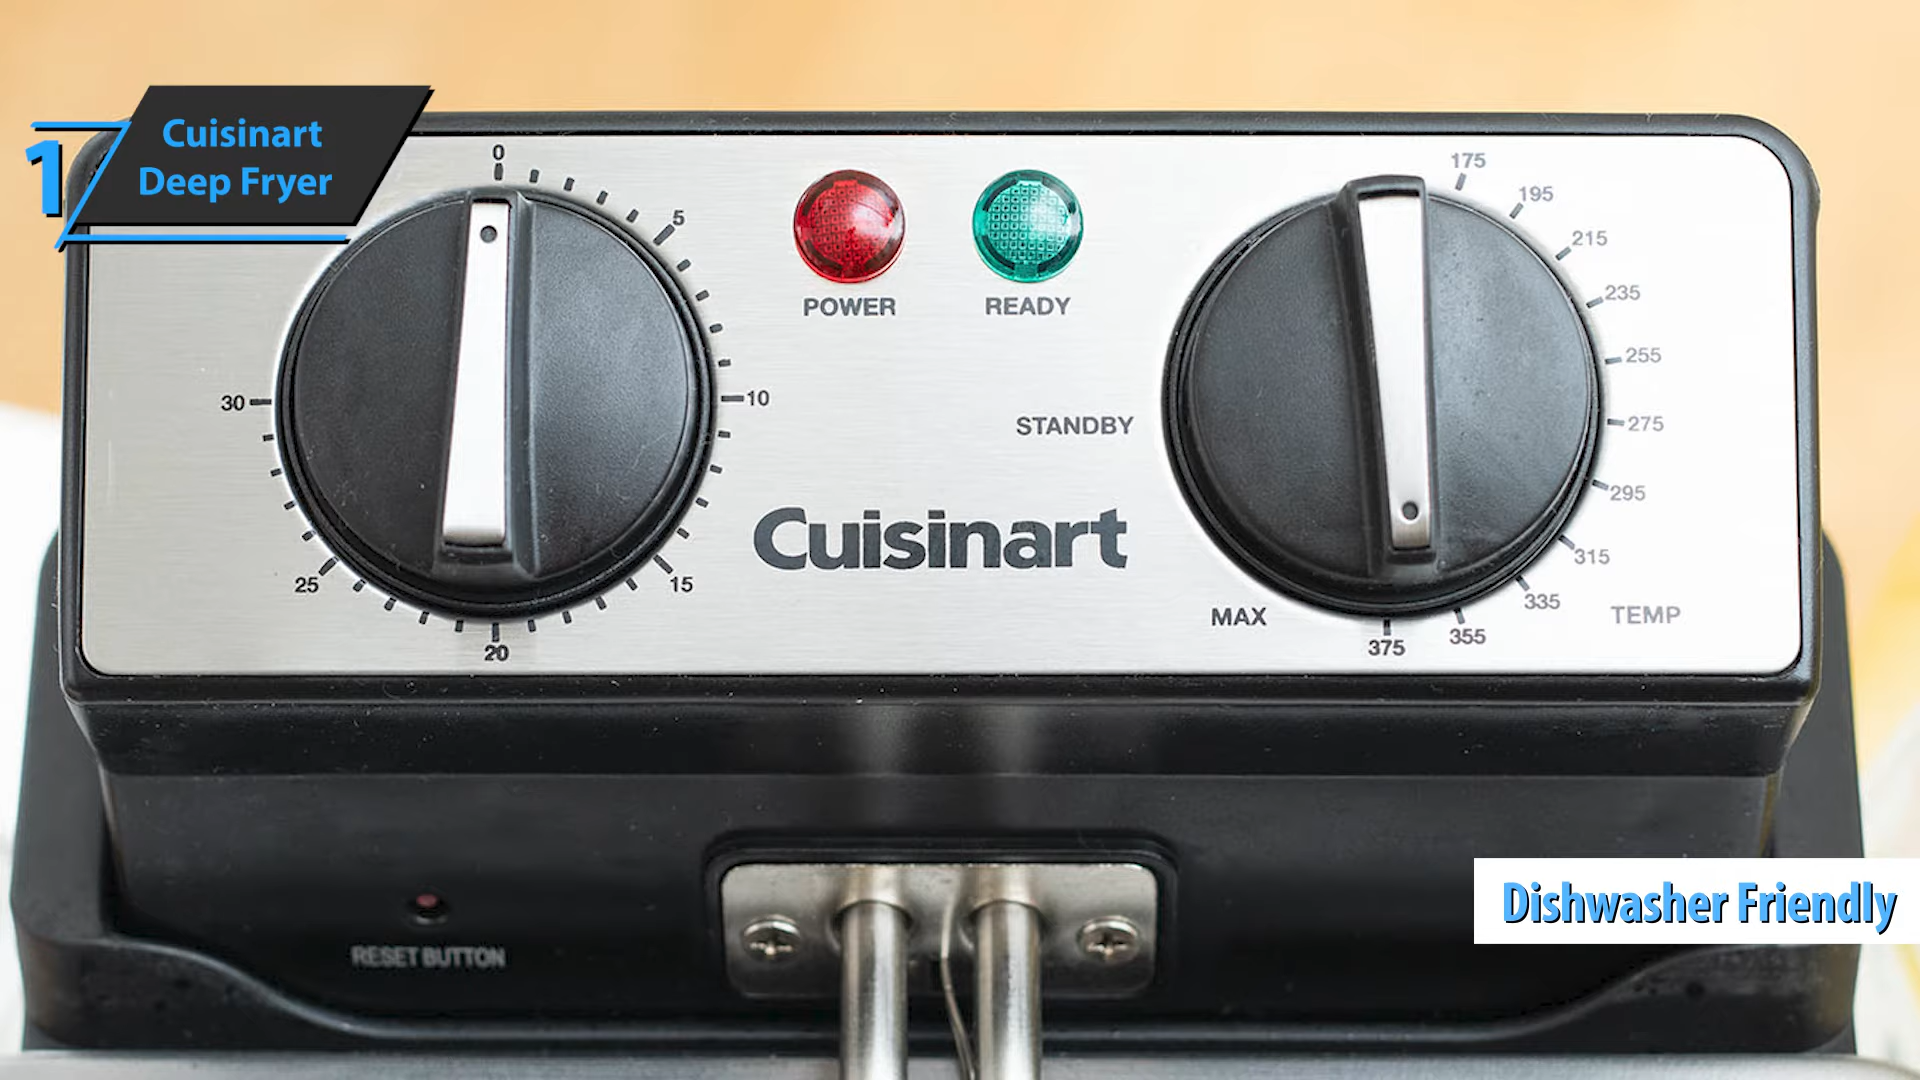 1
Cuisinart
Deep Fryer
0
5
10
15
20
25
30
POWER
READY
STANDBY
Cuisinart
175
195
215
235
255
275
295
315
335
355
375
MAX
TEMP
RESET BUTTON
Dishwasher Friendly